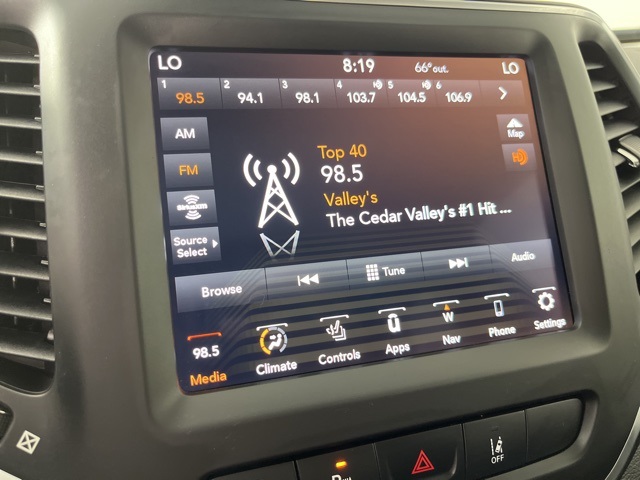 LO 8:19 66° out. LO
1 98.5 2 94.1 3 98.1 4 103.7 5 104.5 6 106.9
AM
Map
Top 40
FM
HD
98.5
Valley's
The Cedar Valley's #1 Hit ...
Source
Select
Browse Tune Audio
W
98.5
Media Climate Controls Apps Nav Phone Settings
OFF